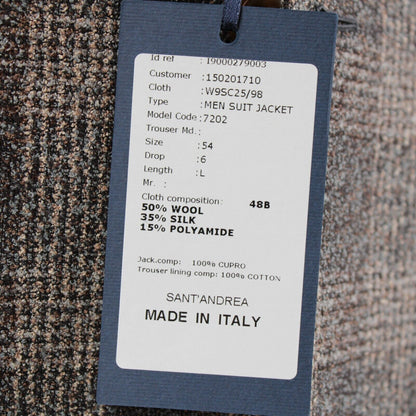 Id ref :19000279003
Customer :150201710
Cloth :W9SC25/98
Type :MEN SUIT JACKET
Model Code :7202
Trouser Md. :
Size :54
Drop :6
Length :L
Mr. :
Cloth composition: 48B
50% WOOL
35% SILK
15% POLYAMIDE
Jack.comp: 100% CUPRO
Trouser lining comp: 100% COTTON
SANT'ANDREA
MADE IN ITALY